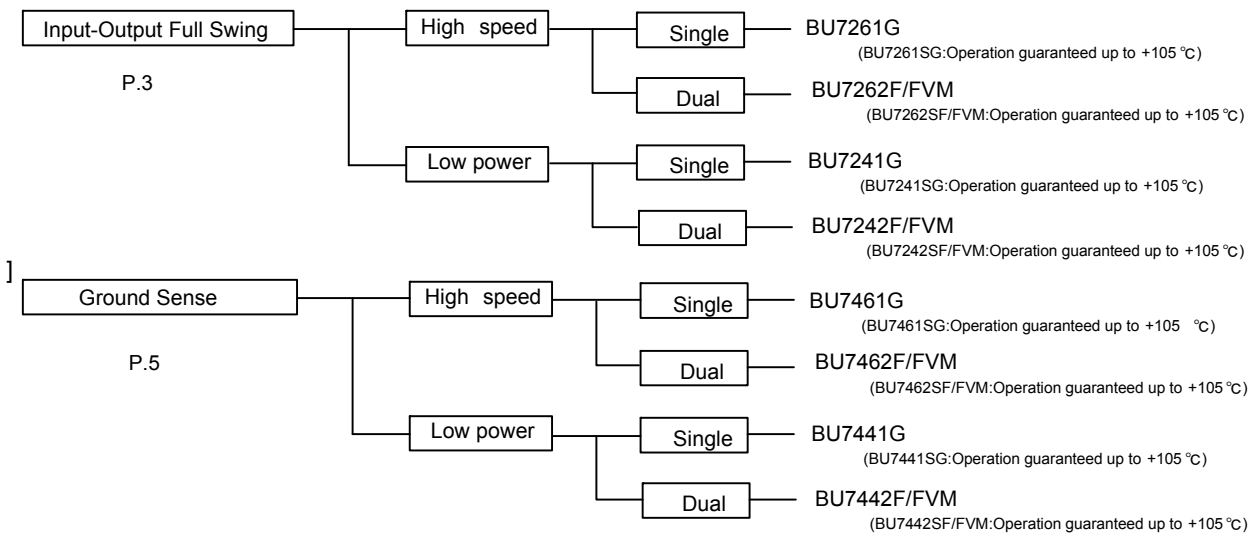 Input-Output Full Swing
P.3
High speed
Single
BU7261G
(BU7261SG:Operation guaranteed up to +105℃)
Dual
BU7262F/FVM
(BU7262SF/FVM:Operation guaranteed up to +105℃)
Low power
Single
BU7241G
(BU7241SG:Operation guaranteed up to +105℃)
Dual
BU7242F/FVM
(BU7242SF/FVM:Operation guaranteed up to +105℃)
]
Ground Sense
P.5
High speed
Single
BU7461G
(BU7461SG:Operation guaranteed up to +105 ℃)
Dual
BU7462F/FVM
(BU7462SF/FVM:Operation guaranteed up to +105℃)
Low power
Single
BU7441G
(BU7441SG:Operation guaranteed up to +105℃)
Dual
BU7442F/FVM
(BU7442SF/FVM:Operation guaranteed up to +105℃)